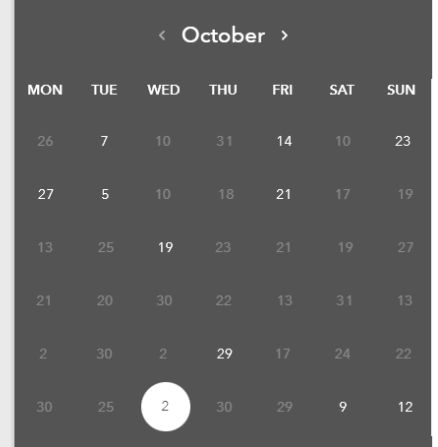 ‹ October ›
MON TUE WED THU FRI SAT SUN
26 7 10 31 14 10 23
27 5 10 18 21 17 19
13 25 19 23 21 19 27
21 20 30 22 13 31 13
2 30 2 29 17 24 22
30 25 2 30 29 9 12